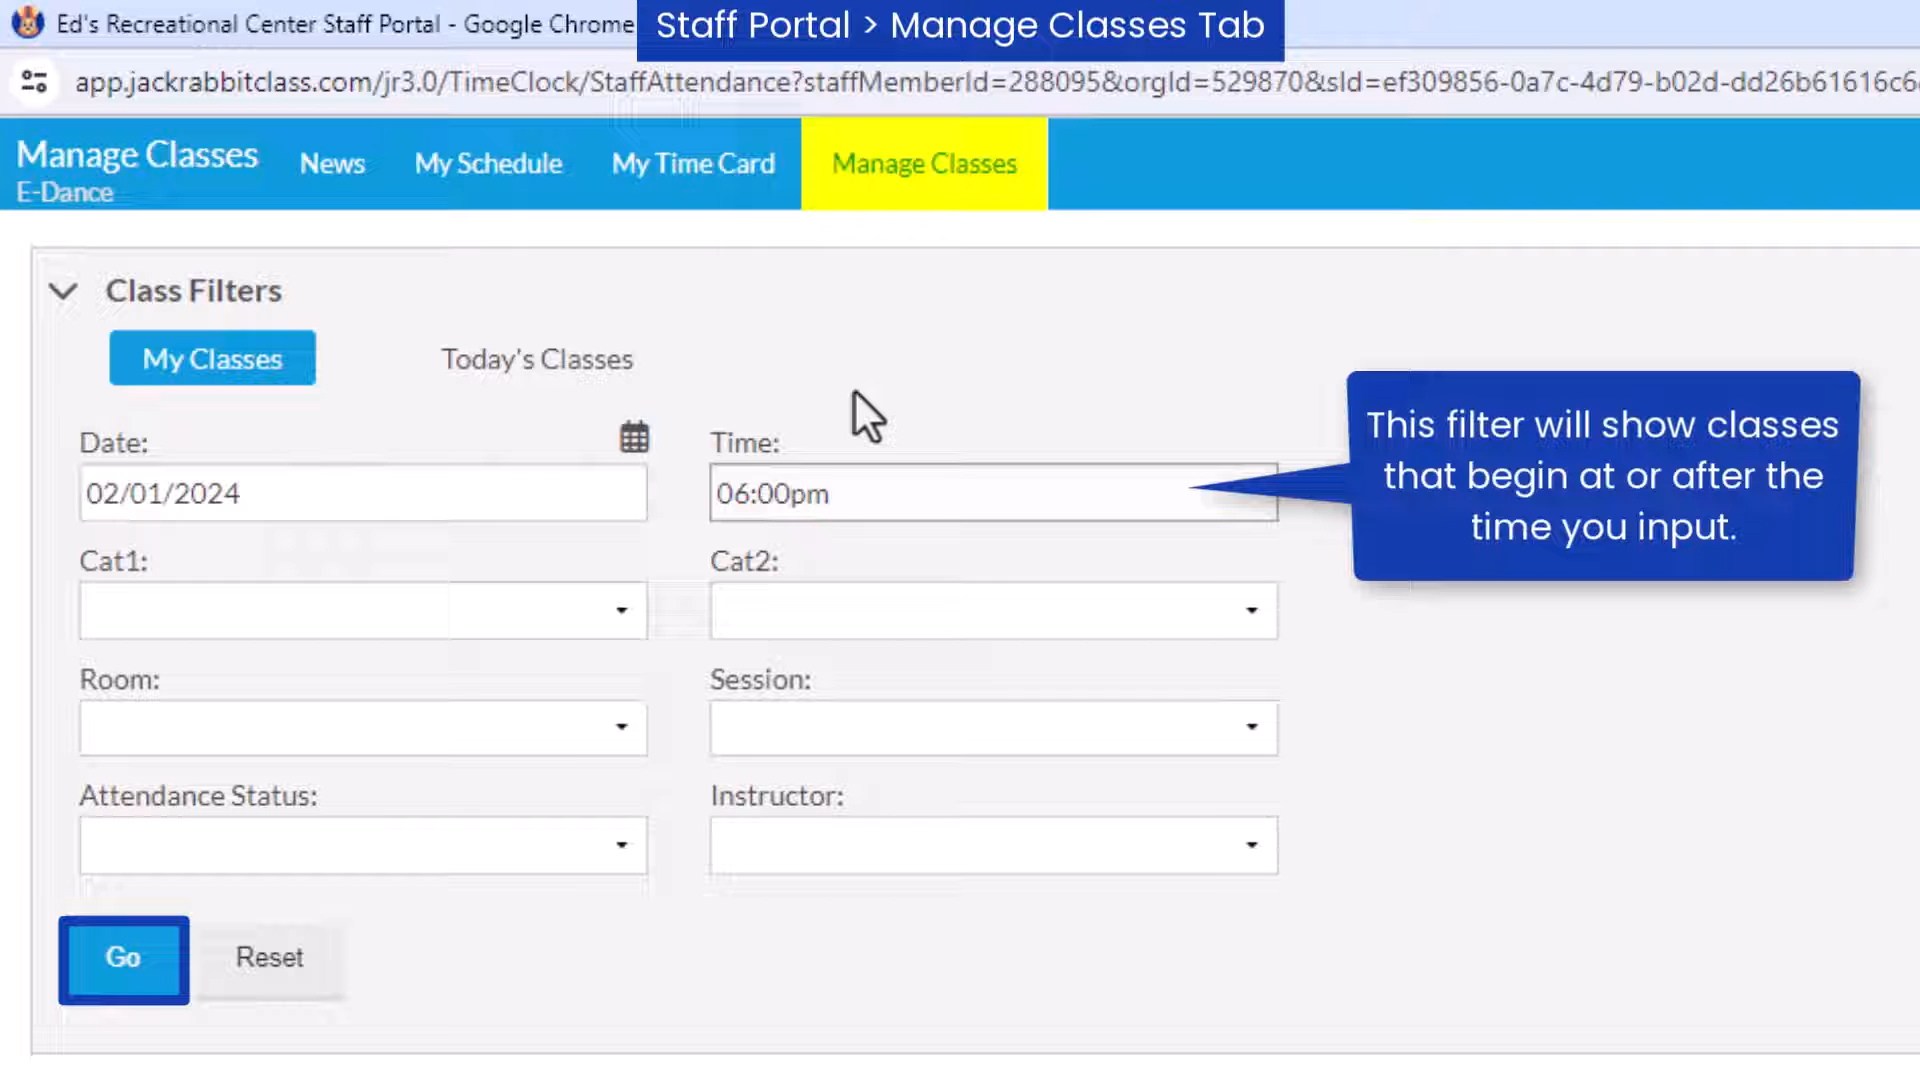 Ed's Recreational Center Staff Portal - Google Chrome
Staff Portal > Manage Classes Tab
app.jackrabbitclass.com/jr3.0/TimeClock/StaffAttendance?staffMemberId=288095&orgId=529870&sId=ef309856-0a7c-4d79-b02d-dd26b61616c6
Manage Classes
E-Dance
News My Schedule My Time Card Manage Classes
Class Filters
My Classes Today's Classes
Date: Time:
02/01/2024 06:00pm
This filter will show classes
that begin at or after the
time you input.
Cat1: Cat2:
Room: Session:
Attendance Status: Instructor:
Go Reset